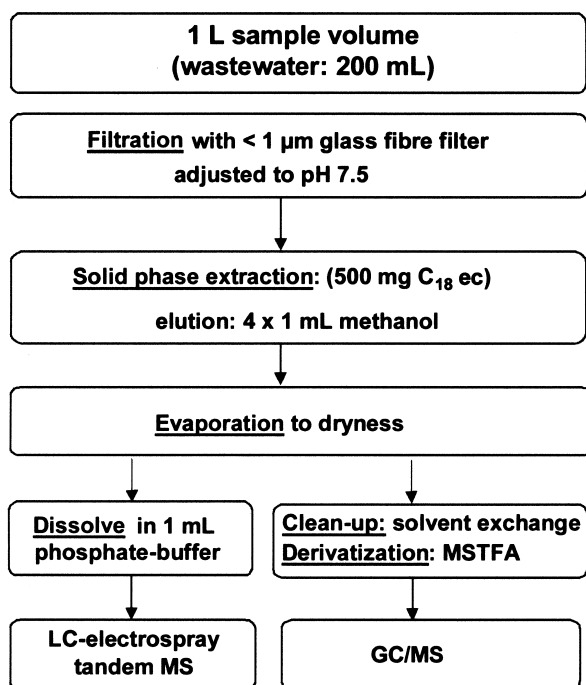 1 L sample volume
(wastewater: 200 mL)
Filtration with < 1 µm glass fibre filter
adjusted to pH 7.5
Solid phase extraction: (500 mg C₁₈ ec)
elution: 4 x 1 mL methanol
Evaporation to dryness
Dissolve in 1 mL
phosphate-buffer
Clean-up: solvent exchange
Derivatization: MSTFA
LC-electrospray
tandem MS
GC/MS